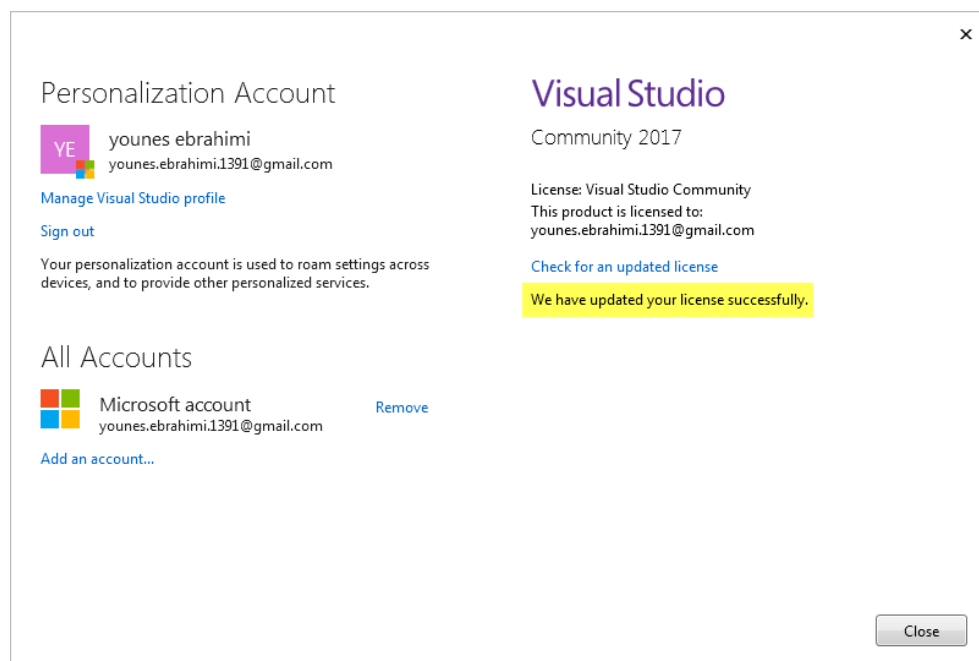 Personalization Account
YE
younes ebrahimi
younes.ebrahimi.1391@gmail.com
Manage Visual Studio profile
Sign out
Your personalization account is used to roam settings across
devices, and to provide other personalized services.
All Accounts
Microsoft account
younes.ebrahimi.1391@gmail.com
Remove
Add an account...
Visual Studio
Community 2017
License: Visual Studio Community
This product is licensed to:
younes.ebrahimi.1391@gmail.com
Check for an updated license
We have updated your license successfully.
Close